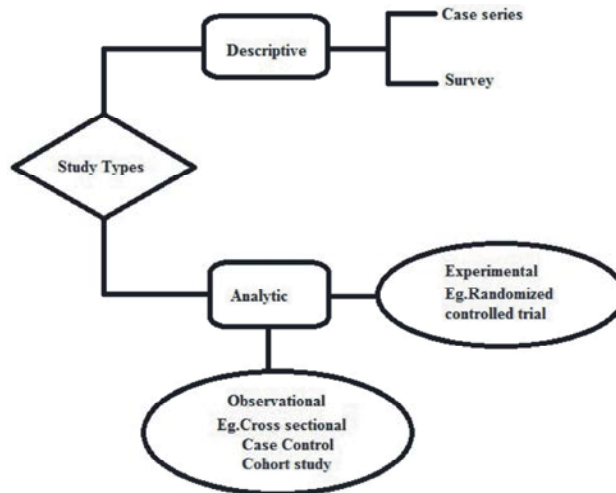 Case series
Descriptive
Survey
Study Types
Experimental
Eg.Randomized
controlled trial
Analytic
Observational
Eg.Cross sectional
Case Control
Cohort study